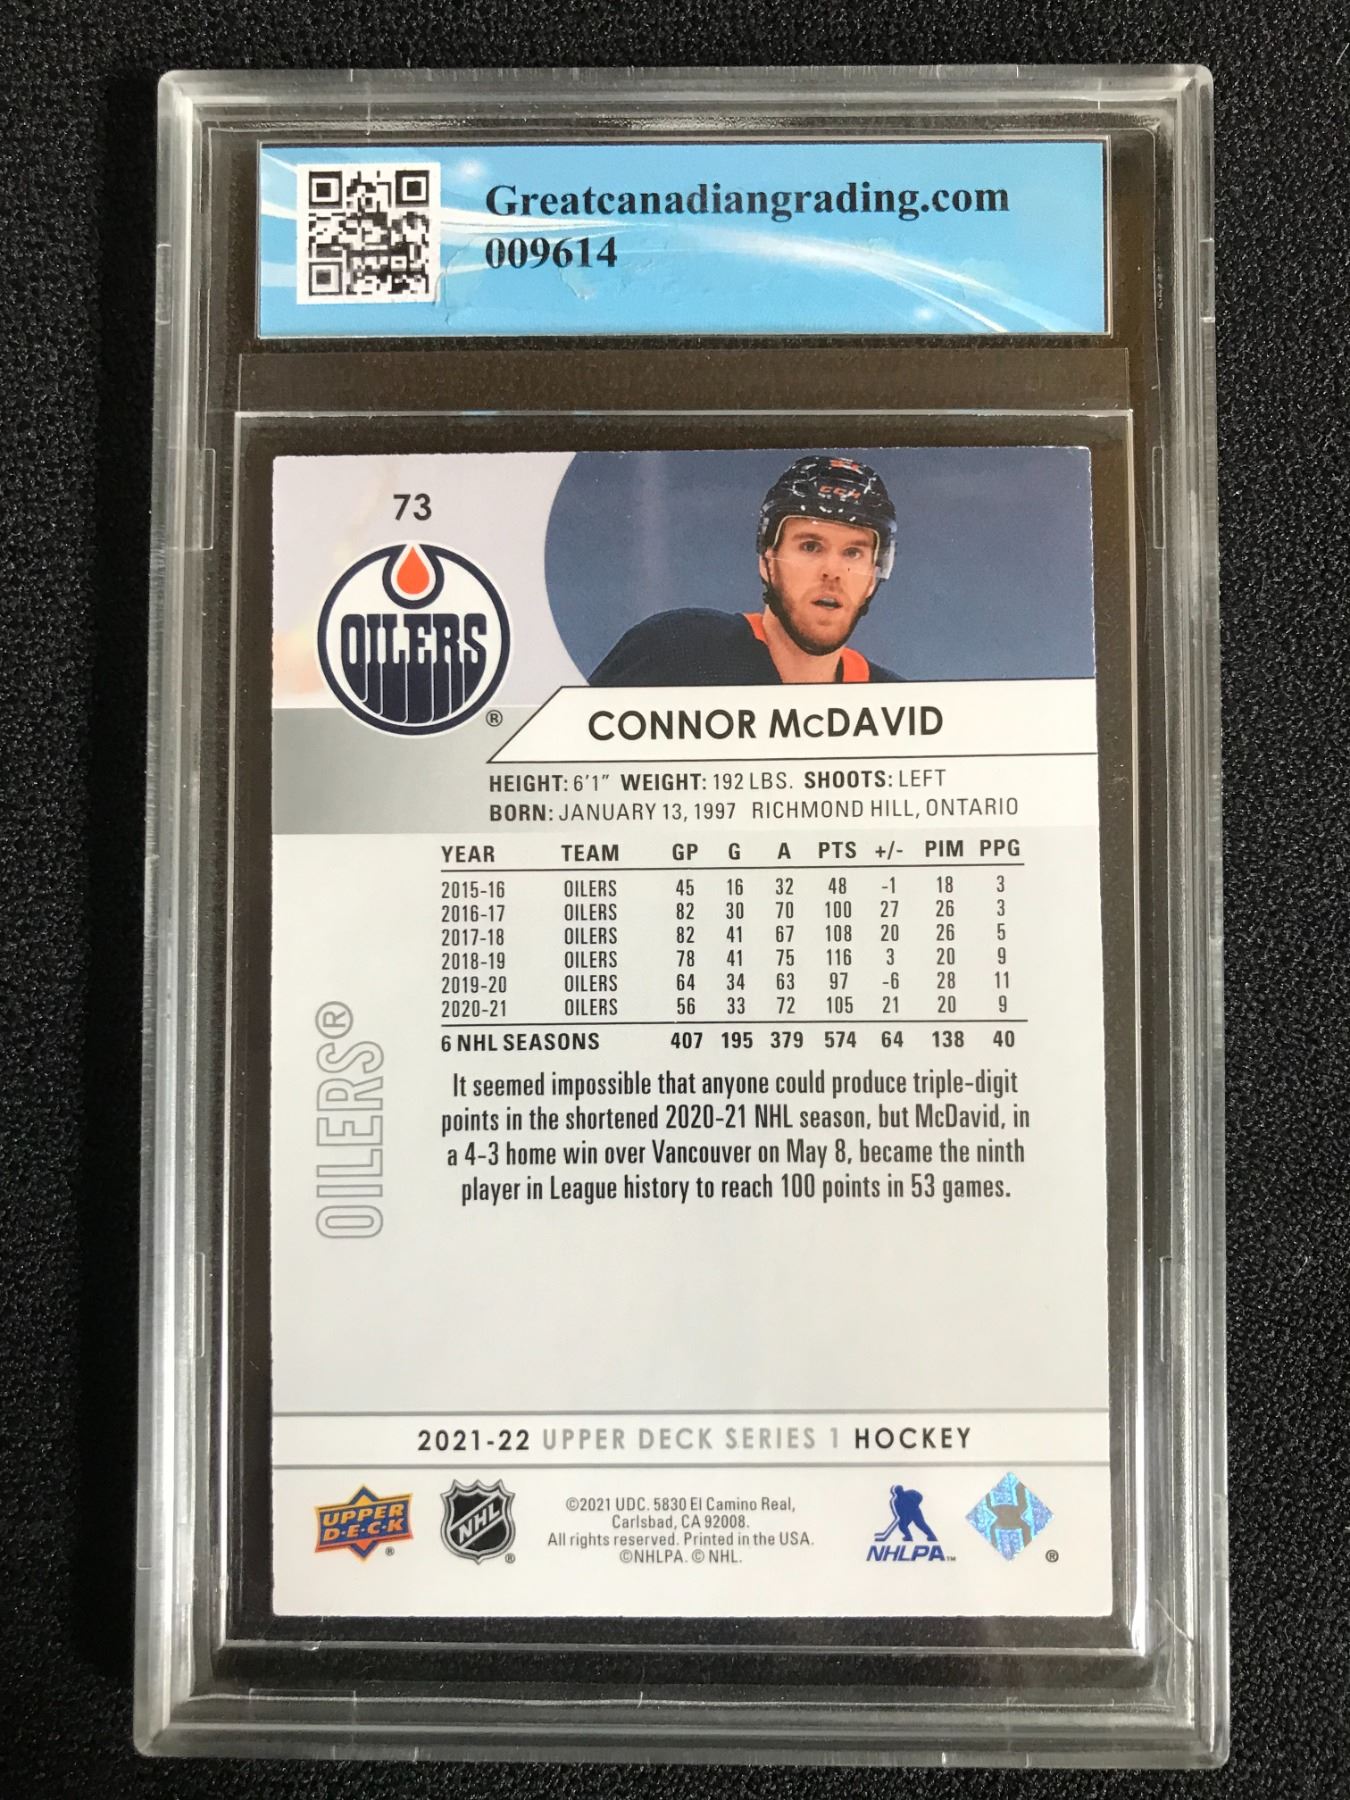 Greatcanadiangrading.com
009614
73
CCM
OILERS
®
CONNOR McDAVID
HEIGHT: 6'1" WEIGHT: 192 LBS. SHOOTS: LEFT
BORN: JANUARY 13, 1997 RICHMOND HILL, ONTARIO
YEAR TEAM GP G A PTS +/- PIM PPG
2015-16 OILERS 45 16 32 48 -1 18 3
2016-17 OILERS 82 30 70 100 27 26 3
2017-18 OILERS 82 41 67 108 20 26 5
2018-19 OILERS 78 41 75 116 3 20 9
2019-20 OILERS 64 34 63 97 -6 28 11
2020-21 OILERS 56 33 72 105 21 20 9
6 NHL SEASONS 407 195 379 574 64 138 40
OILERS®
It seemed impossible that anyone could produce triple-digit
points in the shortened 2020-21 NHL season, but McDavid, in
a 4-3 home win over Vancouver on May 8, became the ninth
player in League history to reach 100 points in 53 games.
2021-22 UPPER DECK SERIES 1 HOCKEY
UPPER
D·E·C·K
®
NHL
®
©2021 UDC. 5830 El Camino Real,
Carlsbad, CA 92008.
All rights reserved. Printed in the USA.
©NHLPA. © NHL.
NHLPA™
®